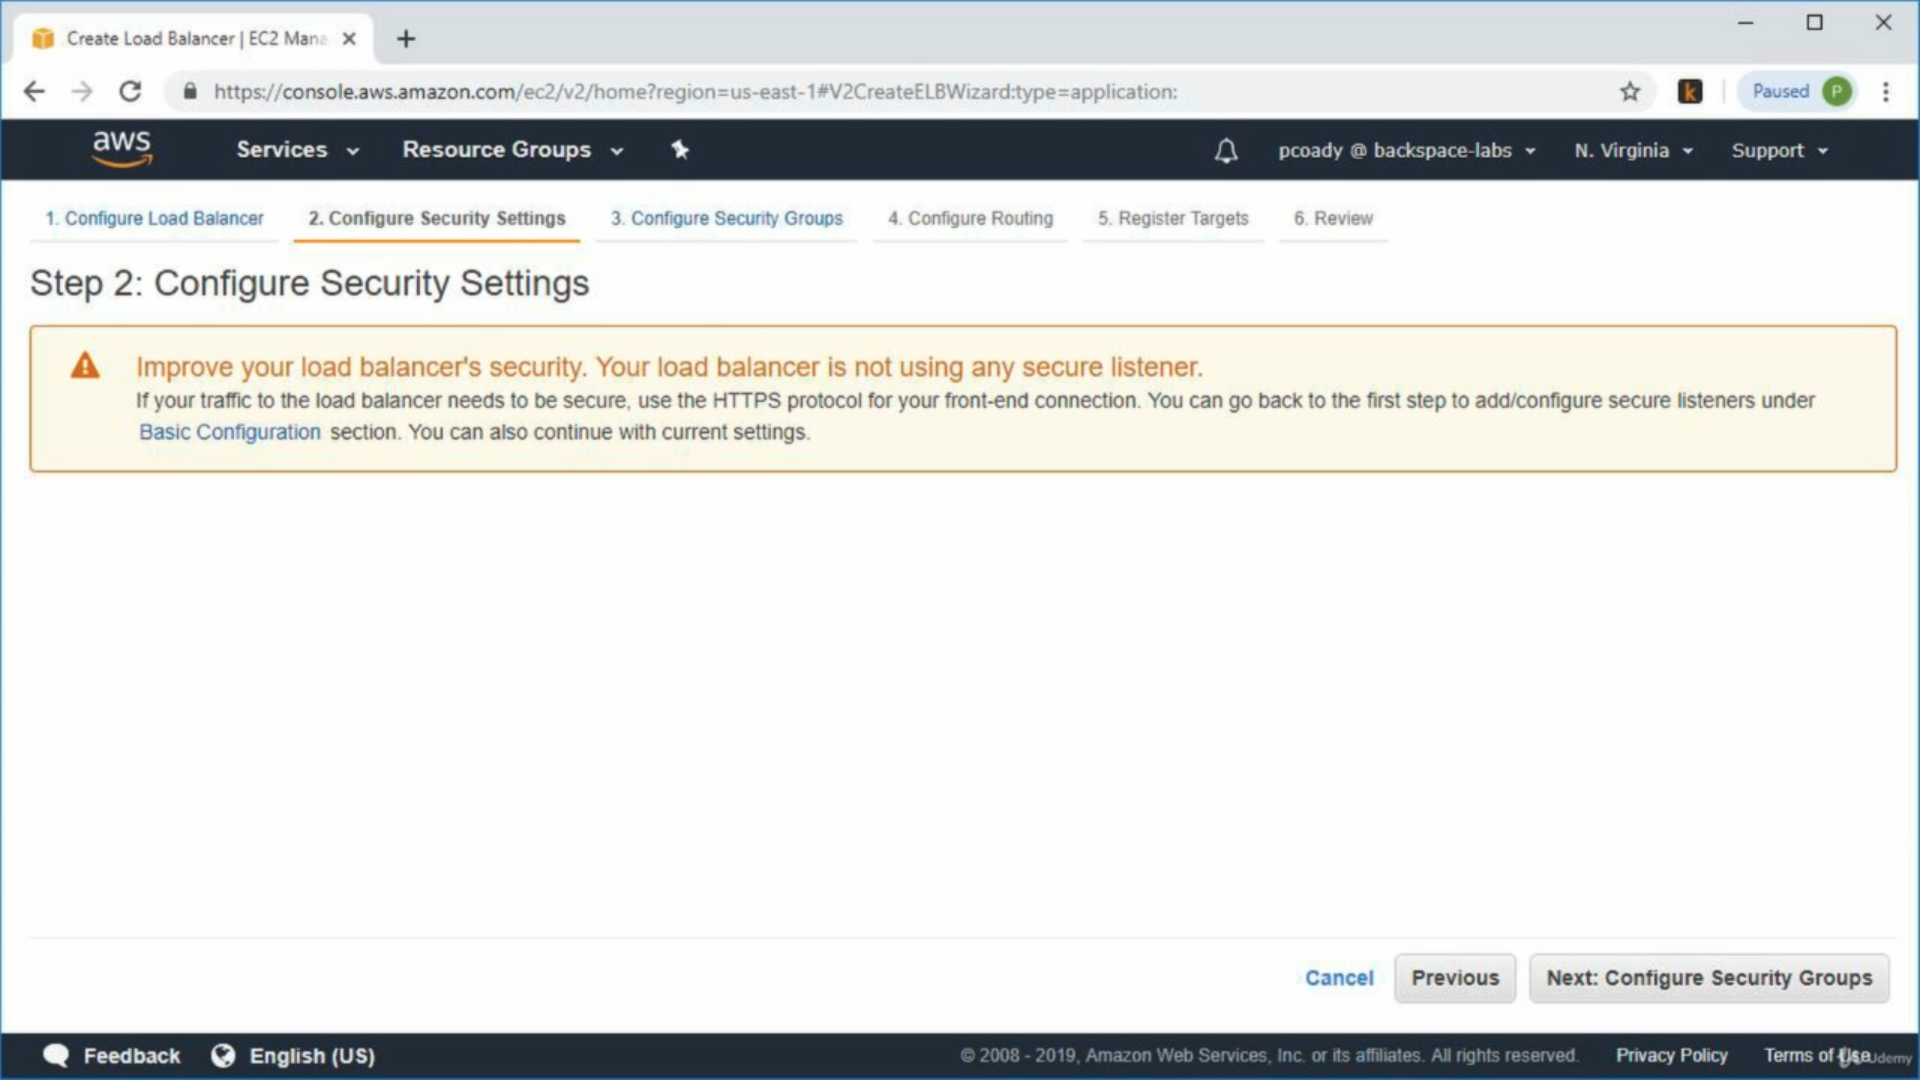 Create Load Balancer | EC2 Mana
https://console.aws.amazon.com/ec2/v2/home?region=us-east-1#V2CreateELBWizard:type=application:
k
Paused P
aws Services Resource Groups pcoady @ backspace-labs N. Virginia Support
1. Configure Load Balancer 2. Configure Security Settings 3. Configure Security Groups 4. Configure Routing 5. Register Targets 6. Review
Step 2: Configure Security Settings
Improve your load balancer's security. Your load balancer is not using any secure listener.
If your traffic to the load balancer needs to be secure, use the HTTPS protocol for your front-end connection. You can go back to the first step to add/configure secure listeners under
Basic Configuration section. You can also continue with current settings.
Cancel Previous Next: Configure Security Groups
Feedback English (US) © 2008 - 2019, Amazon Web Services, Inc. or its affiliates. All rights reserved. Privacy Policy Terms of Use
Udemy